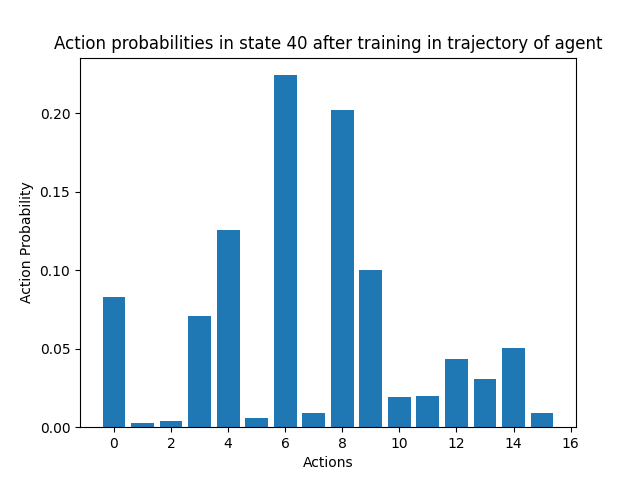 Action probabilities in state 40 after training in trajectory of agent
Action Probability
0.20
0.15
0.10
0.05
0.00
0 2 4 6 8 10 12 14 16
Actions